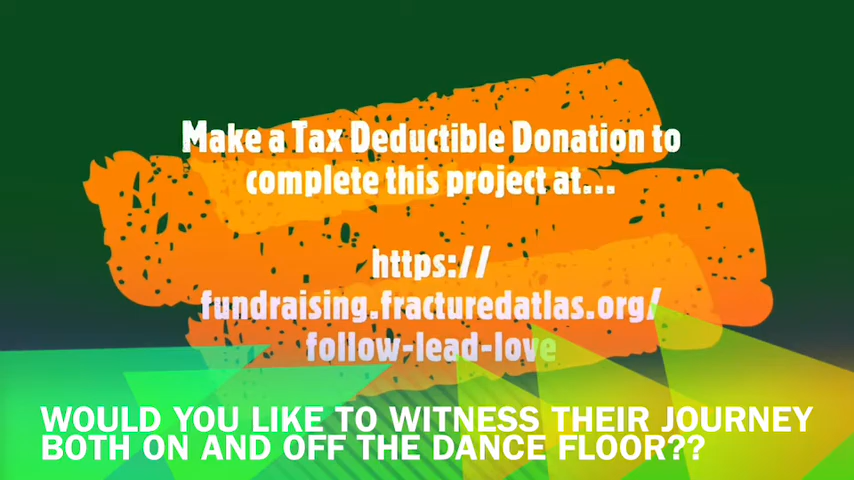 Make a Tax Deductible Donation to
complete this project at...
https://
fundraising.fracturedatlas.org/
follow-lead-love
WOULD YOU LIKE TO WITNESS THEIR JOURNEY
BOTH ON AND OFF THE DANCE FLOOR??